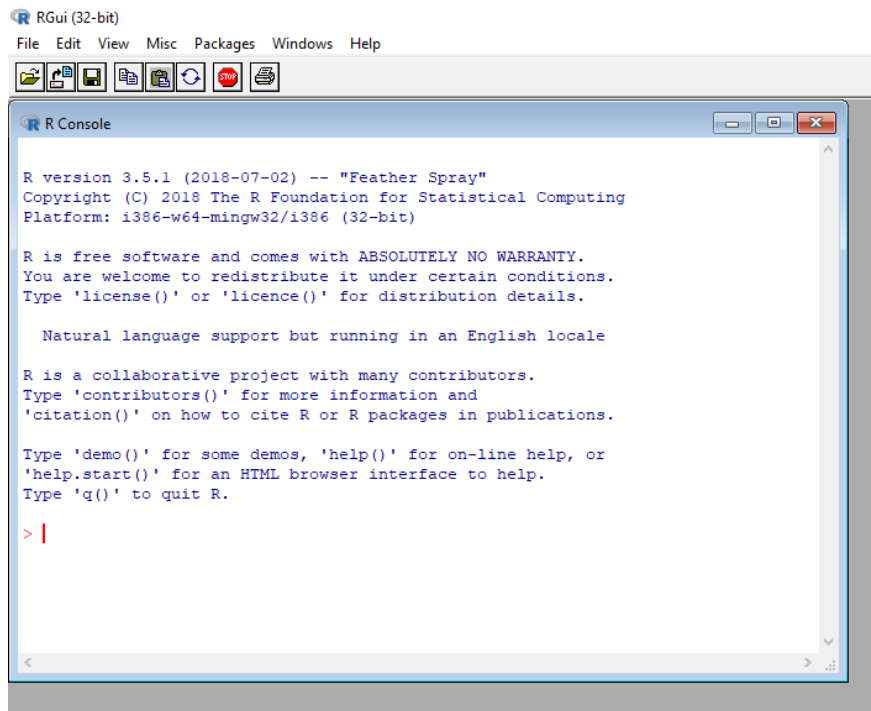 RGui (32-bit)
File Edit View Misc Packages Windows Help
STOP
R Console
R version 3.5.1 (2018-07-02) -- "Feather Spray"
Copyright (C) 2018 The R Foundation for Statistical Computing
Platform: i386-w64-mingw32/i386 (32-bit)
R is free software and comes with ABSOLUTELY NO WARRANTY.
You are welcome to redistribute it under certain conditions.
Type 'license()' or 'licence()' for distribution details.
Natural language support but running in an English locale
R is a collaborative project with many contributors.
Type 'contributors()' for more information and
'citation()' on how to cite R or R packages in publications.
Type 'demo()' for some demos, 'help()' for on-line help, or
'help.start()' for an HTML browser interface to help.
Type 'q()' to quit R.
>